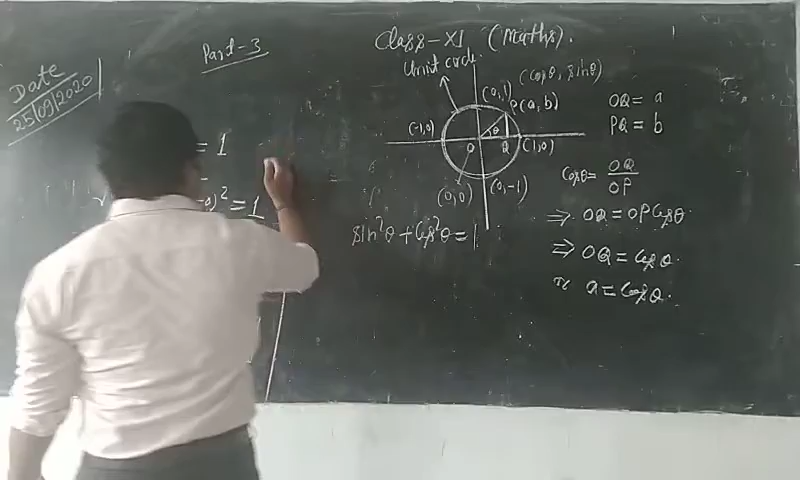 Class-XI (Maths).
Part-3
Date
25/09/2020
Unit circle
(cosθ, sinθ)
(0,1)
P(a,b)
(-1,0)
θ
O
Q
(1,0)
(0,0)
(0,-1)
OQ = a
PQ = b
cosθ = OQ/OP
⇒ OQ = OP cosθ.
⇒ OQ = cosθ.
a = cosθ.
= 1
)² = 1
sin²θ + cos²θ = 1